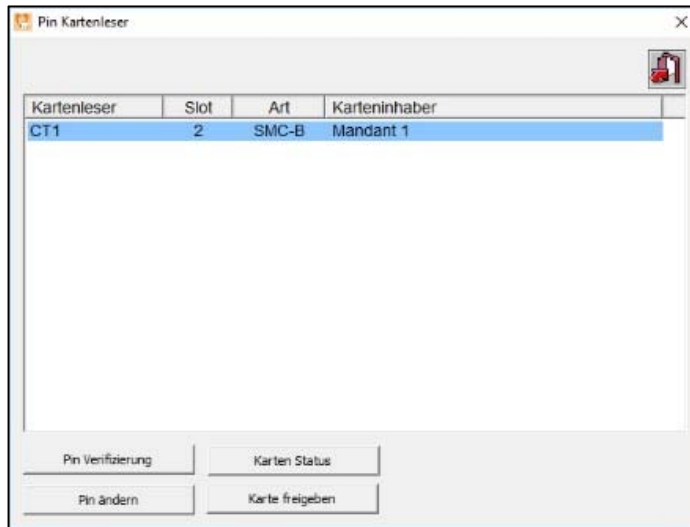 Pin Kartenleser
Kartenleser Slot Art Karteninhaber
CT1 2 SMC-B Mandant 1
Pin Verifizierung Karten Status
Pin ändern Karte freigeben